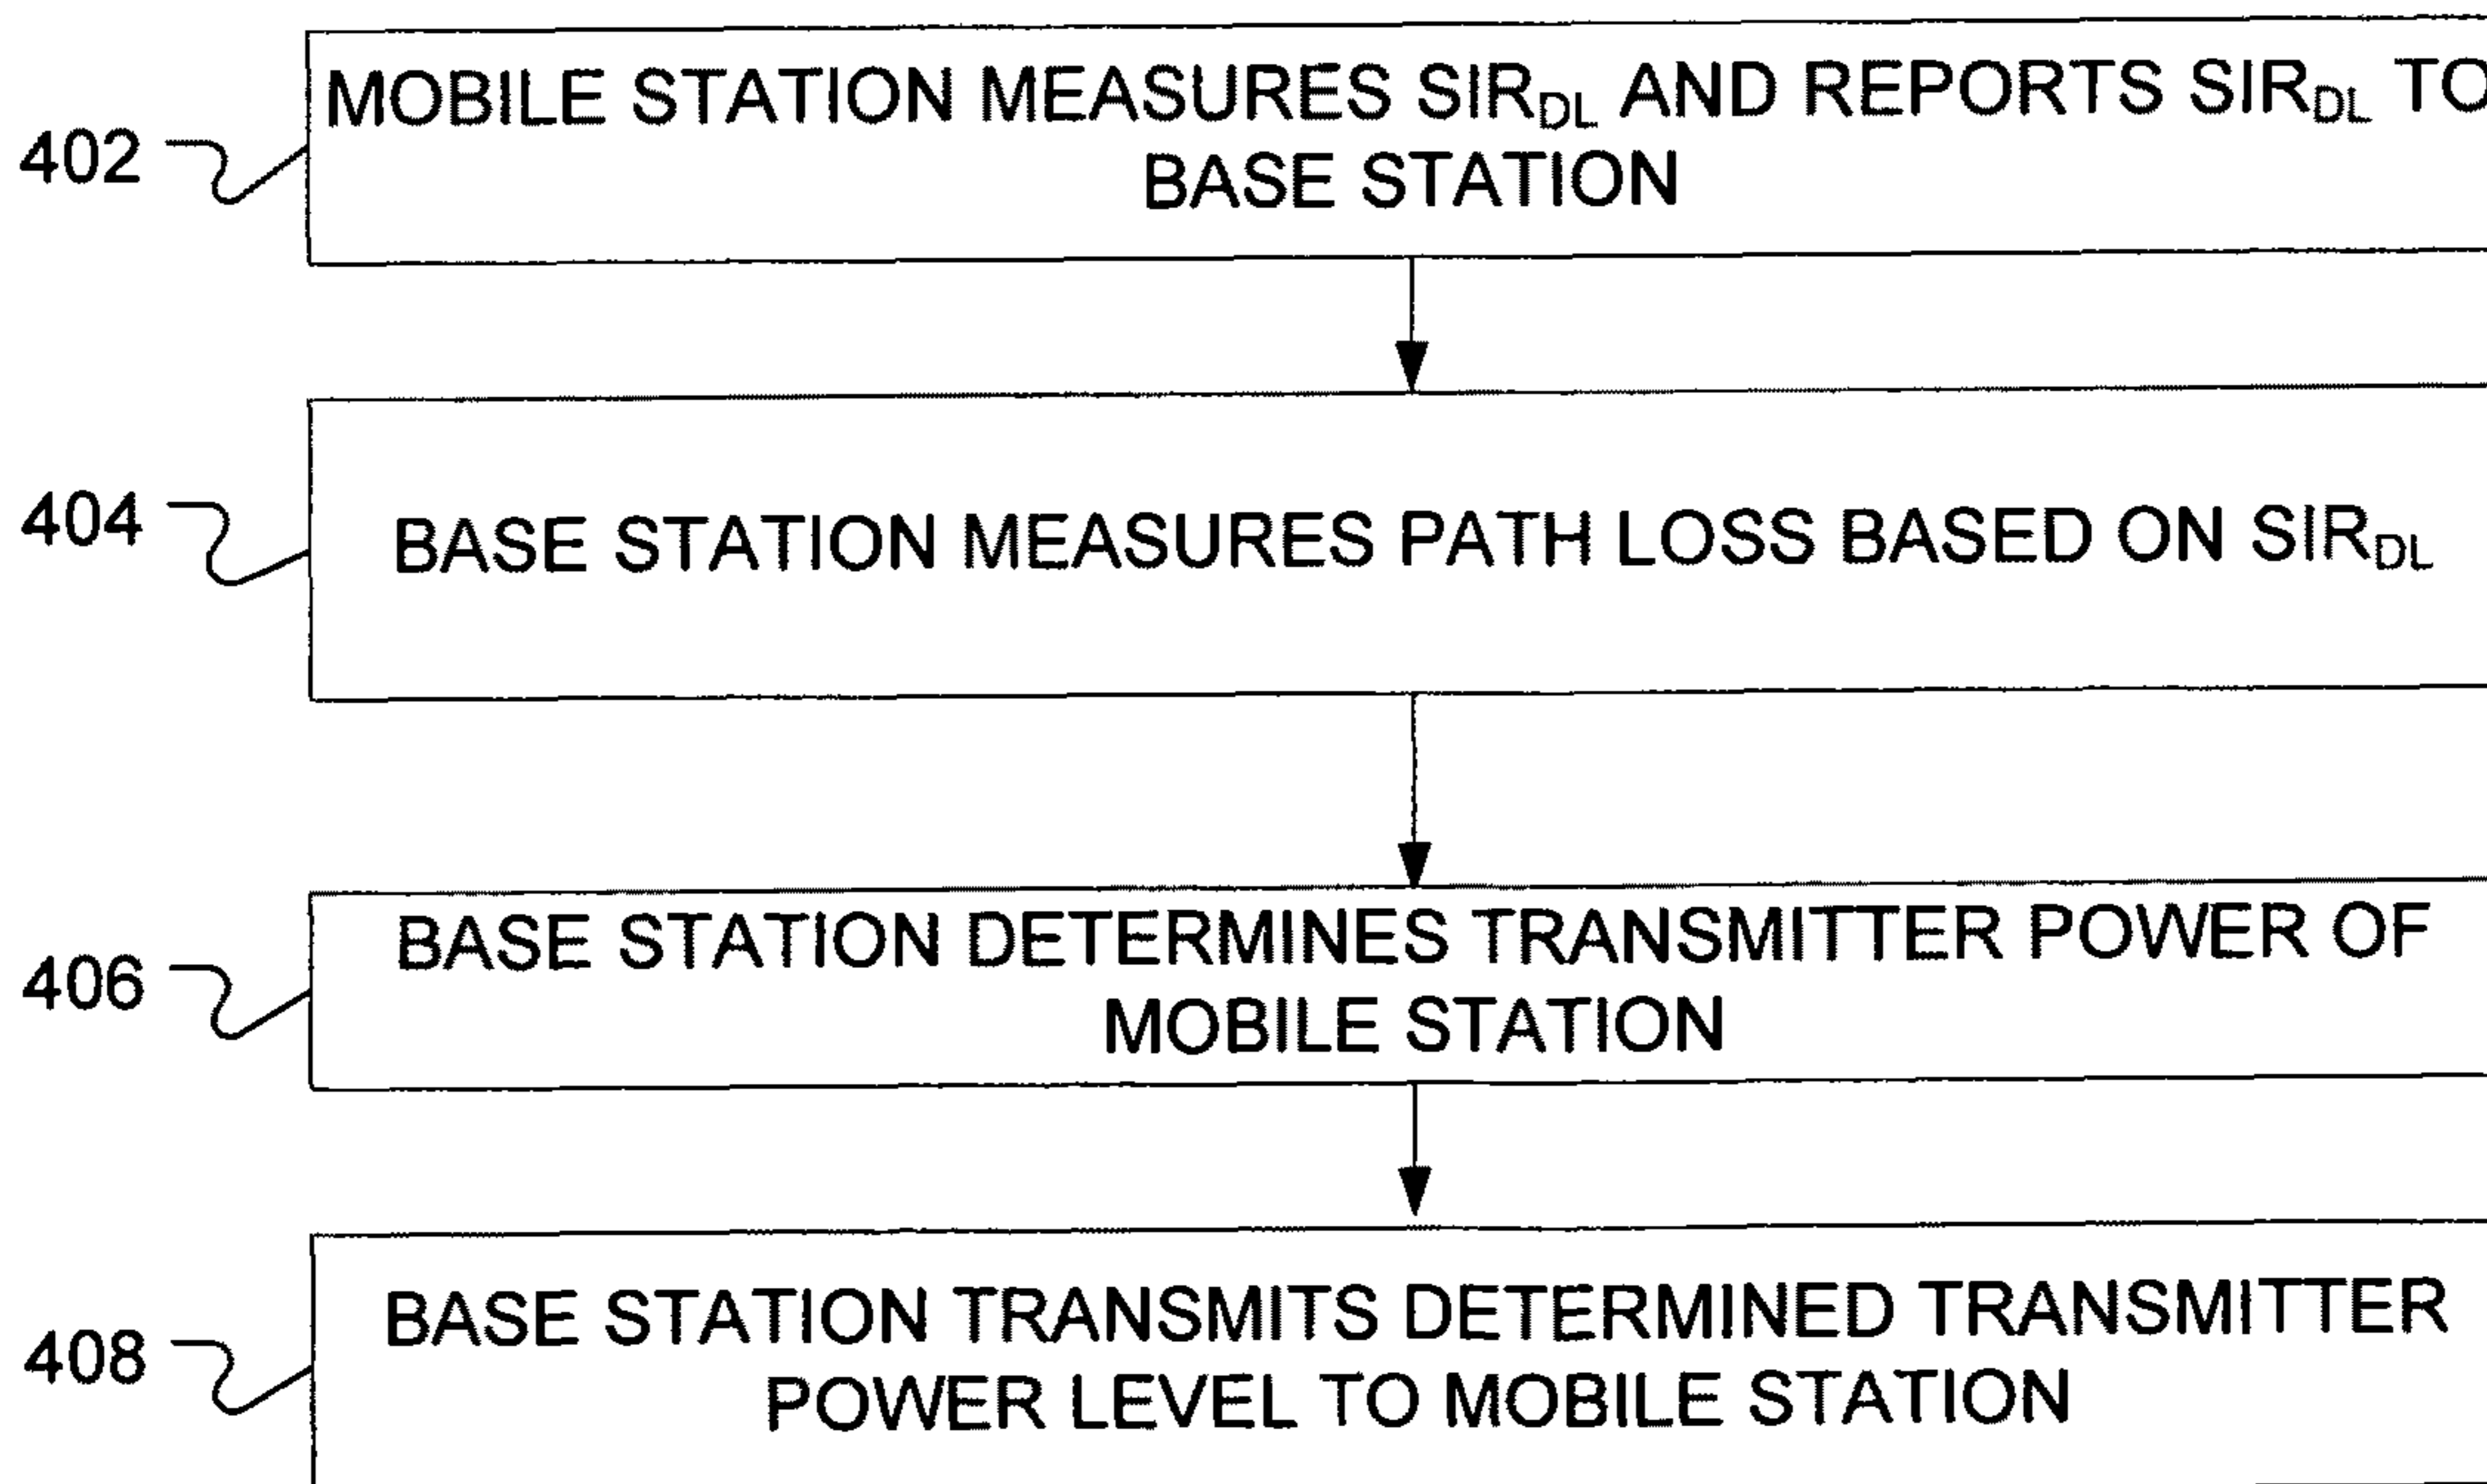 MOBILE STATION MEASURES SIRDL AND REPORTS SIRDL TO
402
BASE STATION
404
BASE STATION MEASURES PATH LOSS BASED ON SIRDL
BASE STATION DETERMINES TRANSMITTER POWER OF
406
MOBILE STATION
BASE STATION TRANSMITS DETERMINED TRANSMITTER
408
POWER LEVEL TO MOBILE STATION